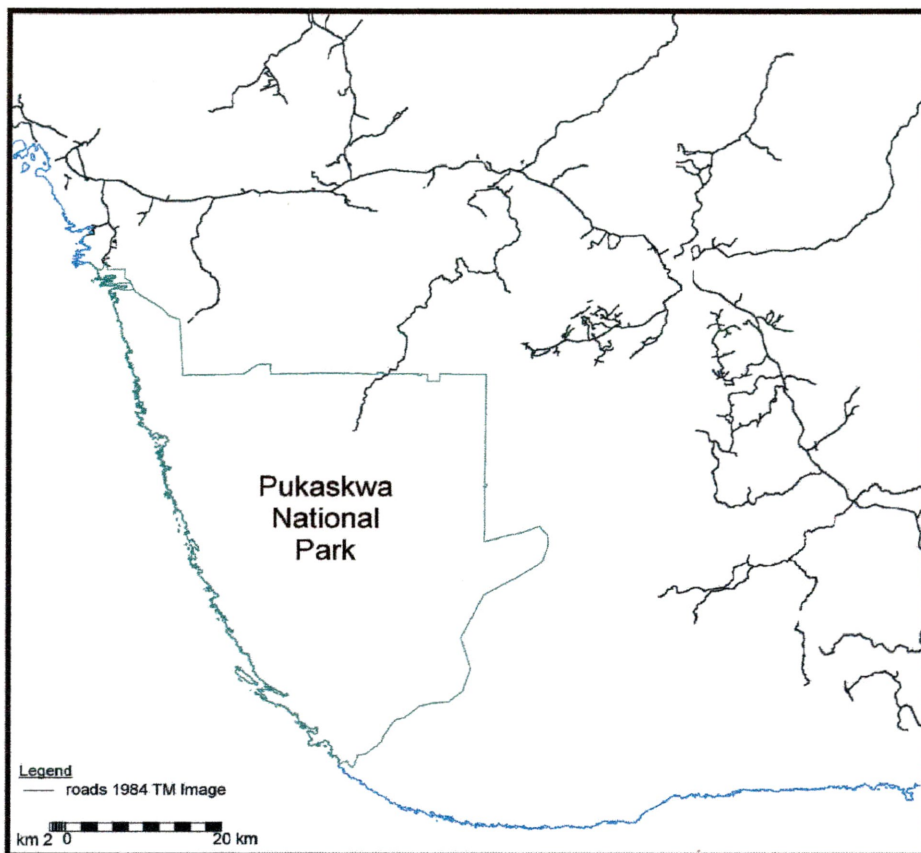 Pukaskwa
National
Park
Legend
roads 1984 TM Image
km 2 0 20 km